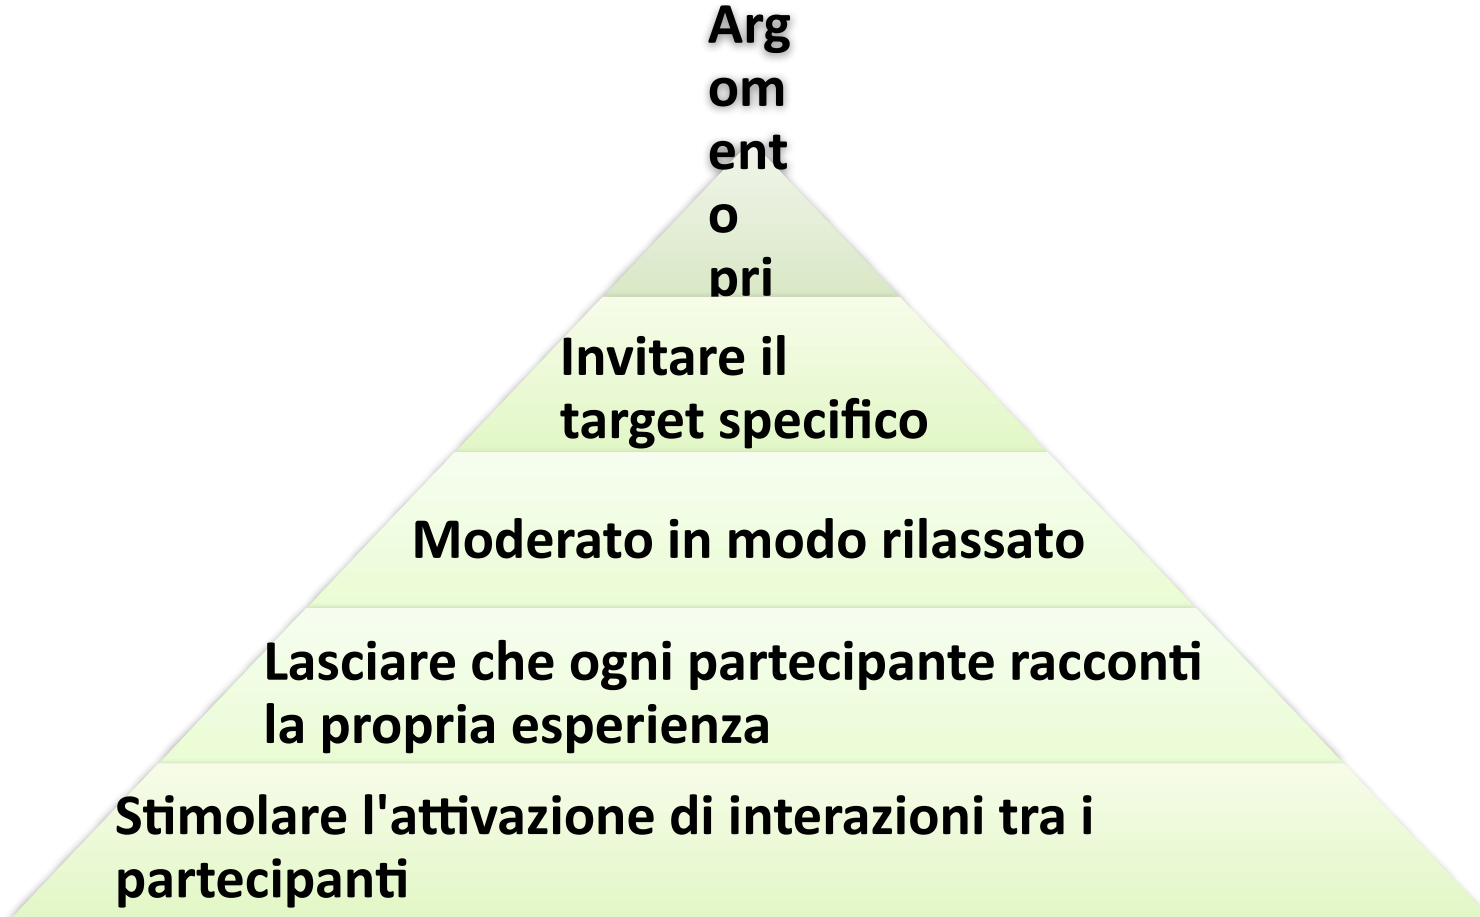 Arg
om
ent
o
pri
Invitare il
target specifico
Moderato in modo rilassato
Lasciare che ogni partecipante racconti
la propria esperienza
Stimolare l'attivazione di interazioni tra i
partecipanti